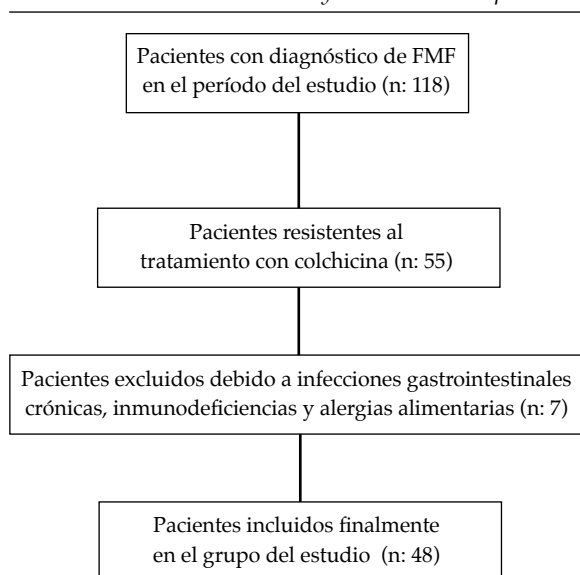 Pacientes con diagnóstico de FMF
en el período del estudio (n: 118)
Pacientes resistentes al
tratamiento con colchicina (n: 55)
Pacientes excluidos debido a infecciones gastrointestinales
crónicas, inmunodeficiencias y alergias alimentarias (n: 7)
Pacientes incluidos finalmente
en el grupo del estudio (n: 48)